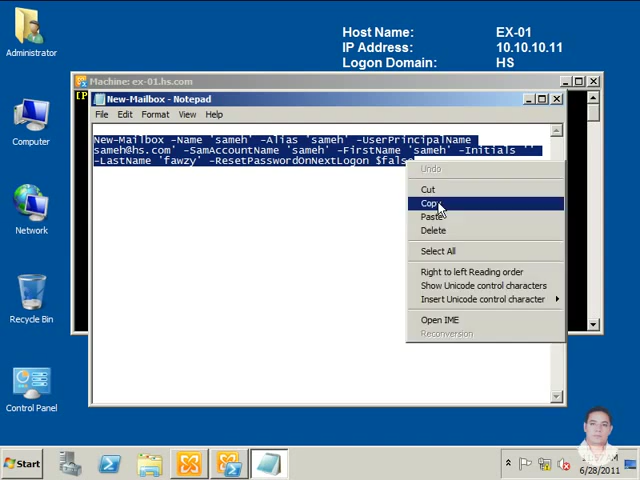 Host Name: EX-01
IP Address: 10.10.10.11
Logon Domain: HS
Administrator
Computer
Network
Recycle Bin
Control Panel
Machine: ex-01.hs.com
[P
New-Mailbox - Notepad
File Edit Format View Help
New-Mailbox -Name 'sameh' -Alias 'sameh' -UserPrincipalName
sameh@hs.com' -SamAccountName 'sameh' -FirstName 'sameh' -Initials ''
-LastName 'fawzy' -ResetPasswordOnNextLogon $false
Undo
Cut
Copy
Paste
Delete
Select All
Right to left Reading order
Show Unicode control characters
Insert Unicode control character
Open IME
Reconversion
Start
6/28/2011